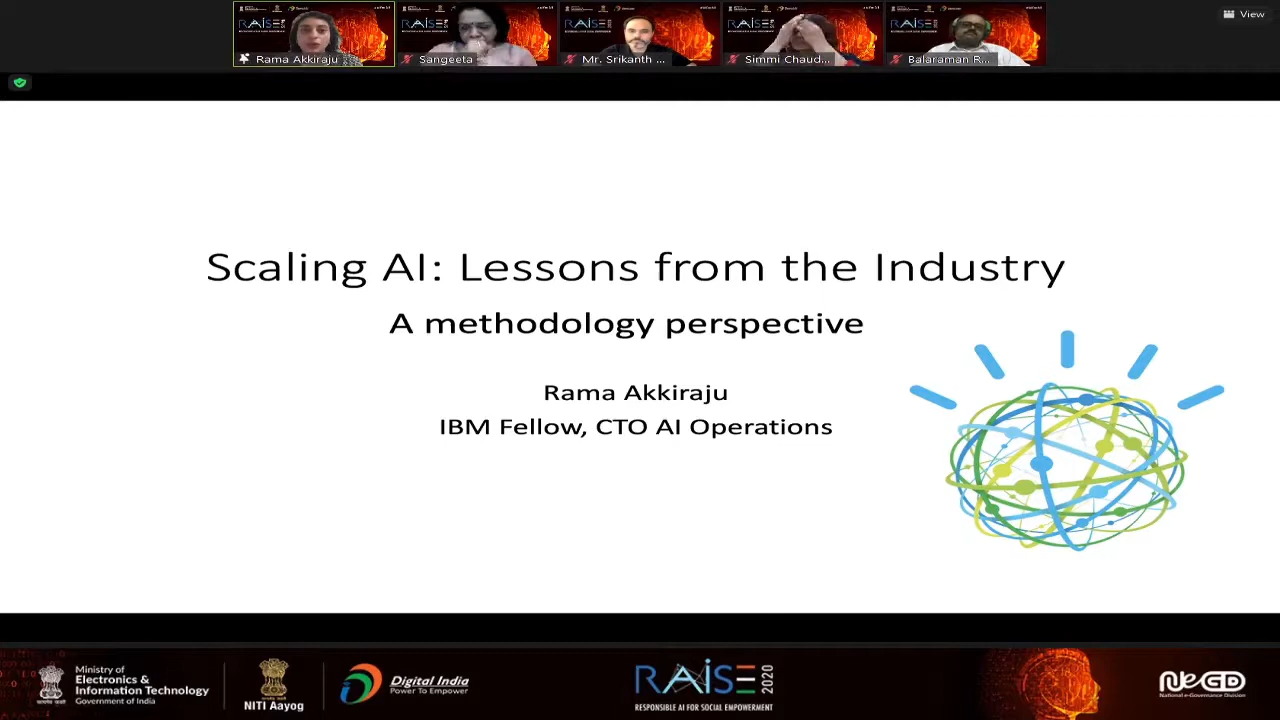 View
Rama Akkiraju
Sangeeta
Mr. Srikanth ...
Simmi Chaud...
Balaraman R...
Scaling AI: Lessons from the Industry
A methodology perspective
Rama Akkiraju
IBM Fellow, CTO AI Operations
Ministry of
Electronics &
Information Technology
Government of India
NITI Aayog
Digital India
Power To Empower
RAISE 2020
RESPONSIBLE AI FOR SOCIAL EMPOWERMENT
NeGD
National e-Governance Division